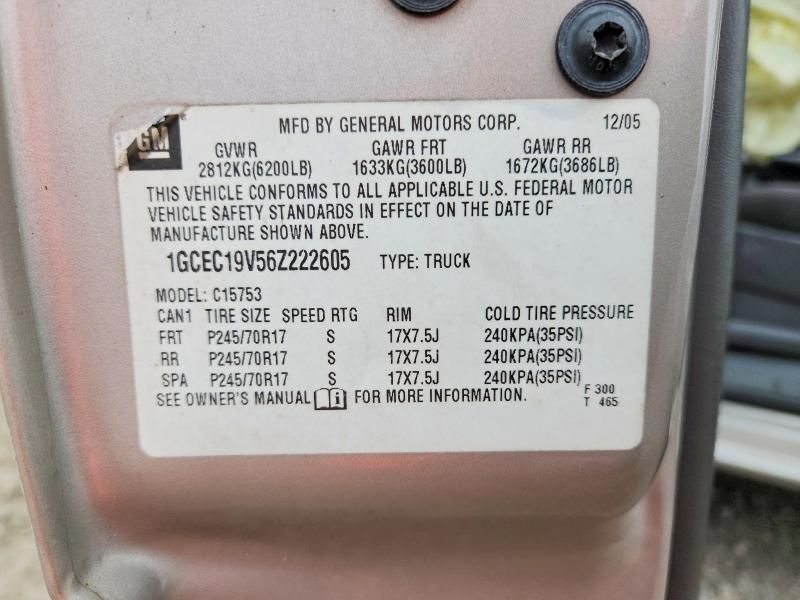 GM
MFD BY GENERAL MOTORS CORP. 12/05
GVWR GAWR FRT GAWR RR
2812KG(6200LB) 1633KG(3600LB) 1672KG(3686LB)
THIS VEHICLE CONFORMS TO ALL APPLICABLE U.S. FEDERAL MOTOR
VEHICLE SAFETY STANDARDS IN EFFECT ON THE DATE OF
MANUFACTURE SHOWN ABOVE.
1GCEC19V56Z222605 TYPE: TRUCK
MODEL: C15753
CAN1 TIRE SIZE SPEED RTG RIM COLD TIRE PRESSURE
FRT P245/70R17 S 17X7.5J 240KPA(35PSI)
RR P245/70R17 S 17X7.5J 240KPA(35PSI)
SPA P245/70R17 S 17X7.5J 240KPA(35PSI)
SEE OWNER'S MANUAL i FOR MORE INFORMATION.
F 300
T 465